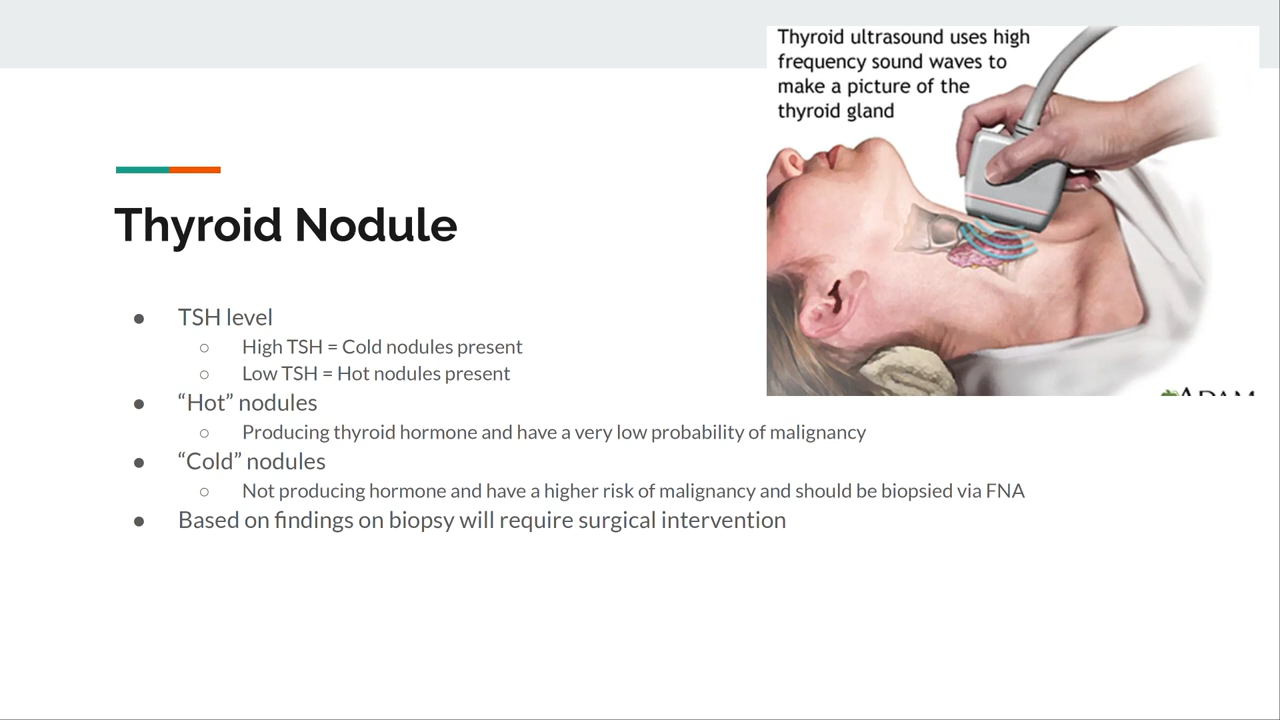 Thyroid ultrasound uses high
frequency sound waves to
make a picture of the
thyroid gland
Thyroid Nodule
● TSH level
○ High TSH = Cold nodules present
○ Low TSH = Hot nodules present
● “Hot” nodules
○ Producing thyroid hormone and have a very low probability of malignancy
● “Cold” nodules
○ Not producing hormone and have a higher risk of malignancy and should be biopsied via FNA
● Based on findings on biopsy will require surgical intervention
ADAM